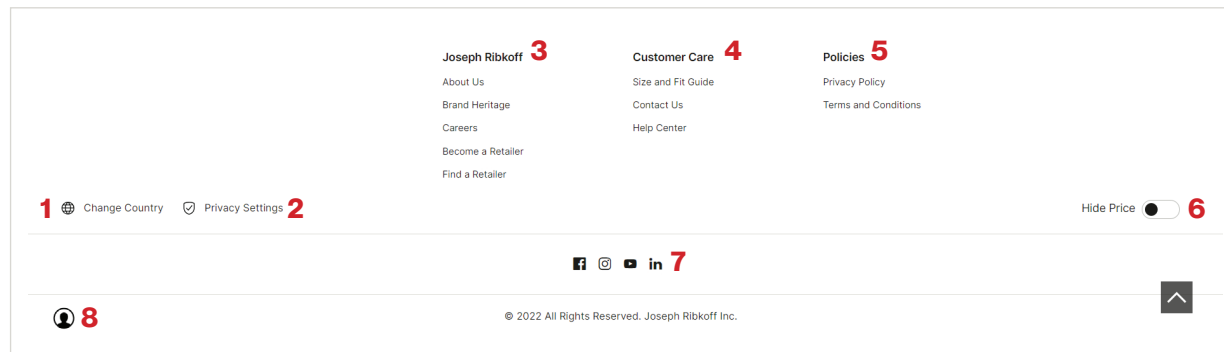 Joseph Ribkoff 3
About Us
Brand Heritage
Careers
Become a Retailer
Find a Retailer
Customer Care 4
Size and Fit Guide
Contact Us
Help Center
Policies 5
Privacy Policy
Terms and Conditions
1 Change Country Privacy Settings 2
Hide Price 6
7
8
© 2022 All Rights Reserved. Joseph Ribkoff Inc.